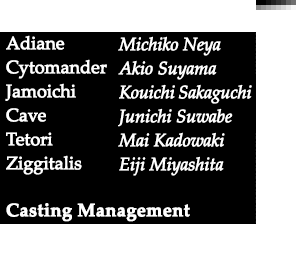 Adiane Michiko Neya
Cytomander Akio Suyama
Jamoichi Kouichi Sakaguchi
Cave Junichi Suwabe
Tetori Mai Kadowaki
Ziggitalis Eiji Miyashita
Casting Management